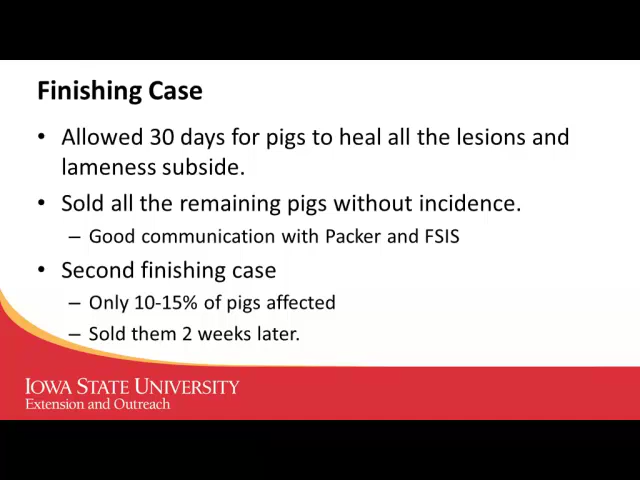 Finishing Case
• Allowed 30 days for pigs to heal all the lesions and
lameness subside.
• Sold all the remaining pigs without incidence.
– Good communication with Packer and FSIS
• Second finishing case
– Only 10-15% of pigs affected
– Sold them 2 weeks later.
IOWA STATE UNIVERSITY
Extension and Outreach